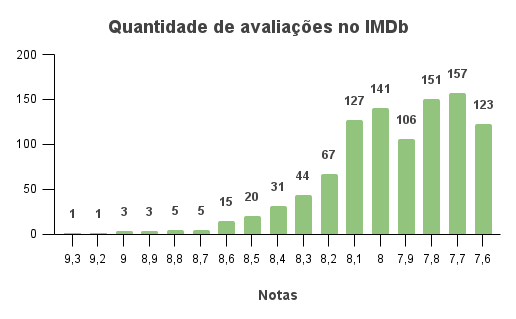 Quantidade de avaliações no IMDb
200
150
100
50
0
1 1 3 3 5 5 15 20 31 44 67 127 141 106 151 157 123
9,3 9,2 9 8,9 8,8 8,7 8,6 8,5 8,4 8,3 8,2 8,1 8 7,9 7,8 7,7 7,6
Notas